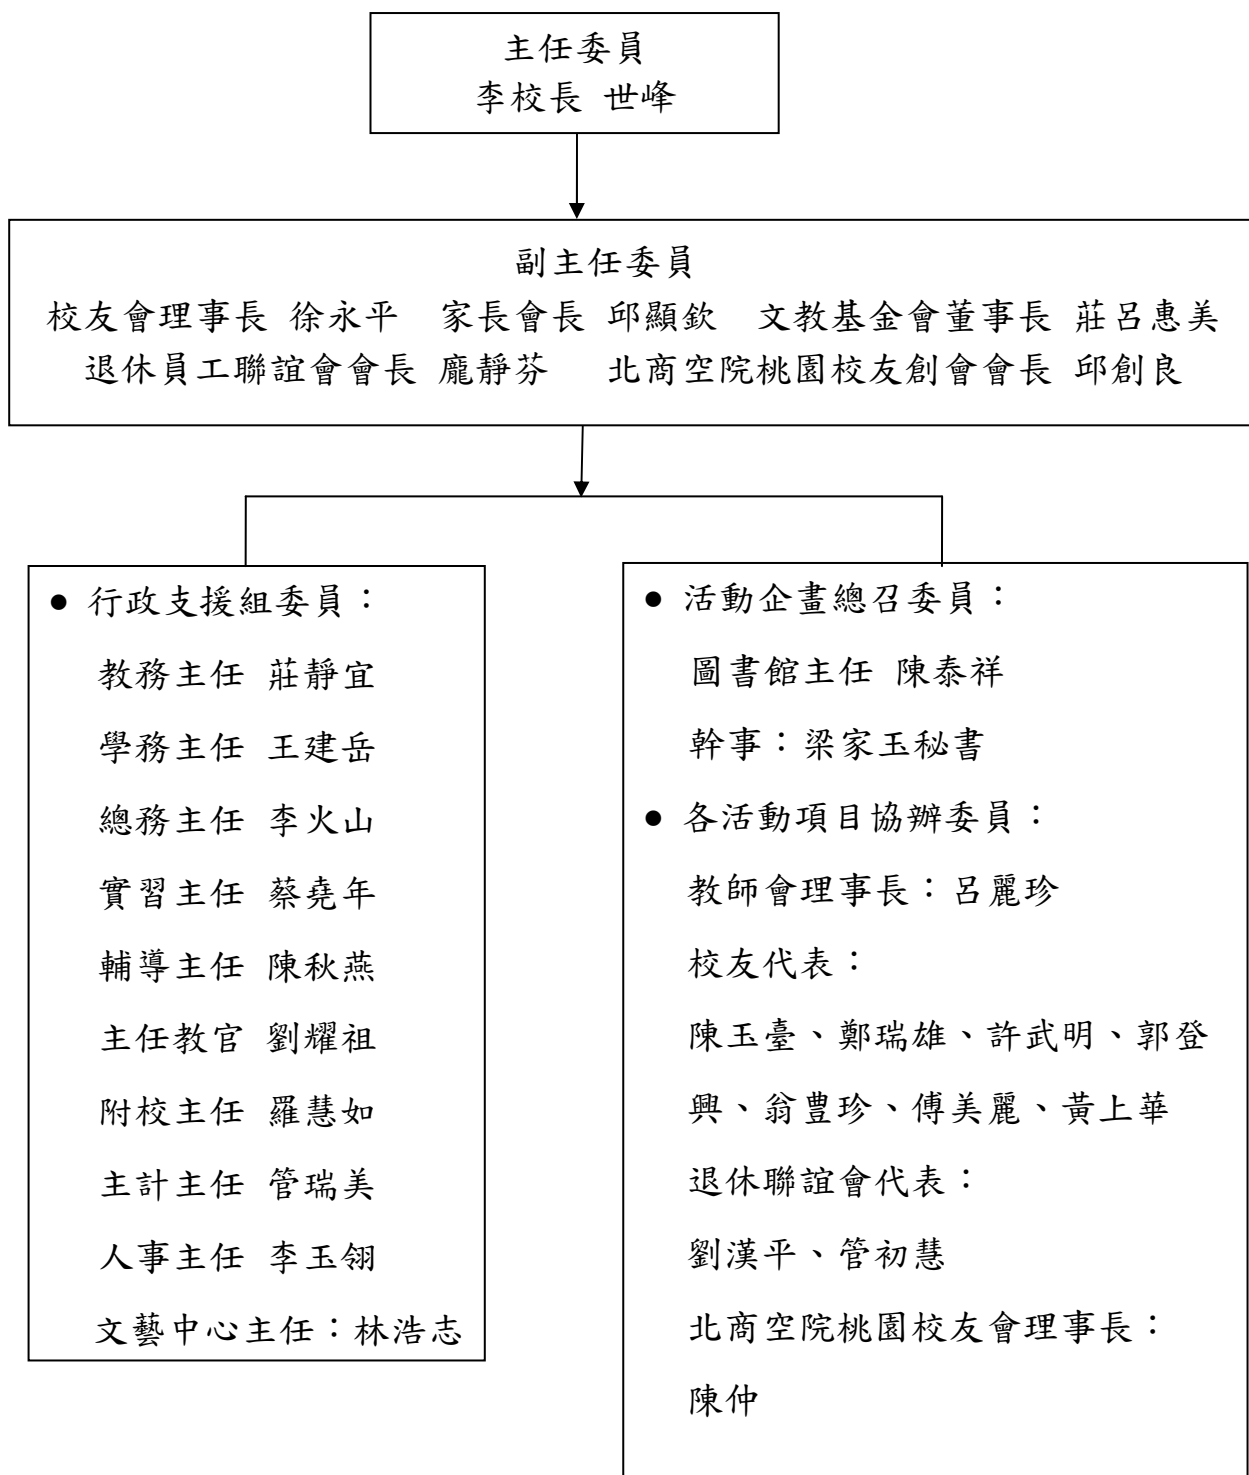 主任委員
李校長 世峰
副主任委員
校友會理事長 徐永平 家長會長 邱顯欽 文教基金會董事長 莊呂惠美
退休員工聯誼會會長 龐靜芬 北商空院桃園校友創會會長 邱創良
● 行政支援組委員：
教務主任 莊靜宜
學務主任 王建岳
總務主任 李火山
實習主任 蔡堯年
輔導主任 陳秋燕
主任教官 劉耀祖
附校主任 羅慧如
主計主任 管瑞美
人事主任 李玉翎
文藝中心主任：林浩志
● 活動企畫總召委員：
圖書館主任 陳泰祥
幹事：梁家玉秘書
● 各活動項目協辦委員：
教師會理事長：呂麗珍
校友代表：
陳玉臺、鄭瑞雄、許武明、郭登
興、翁豊珍、傅美麗、黃上華
退休聯誼會代表：
劉漢平、管初慧
北商空院桃園校友會理事長：
陳仲